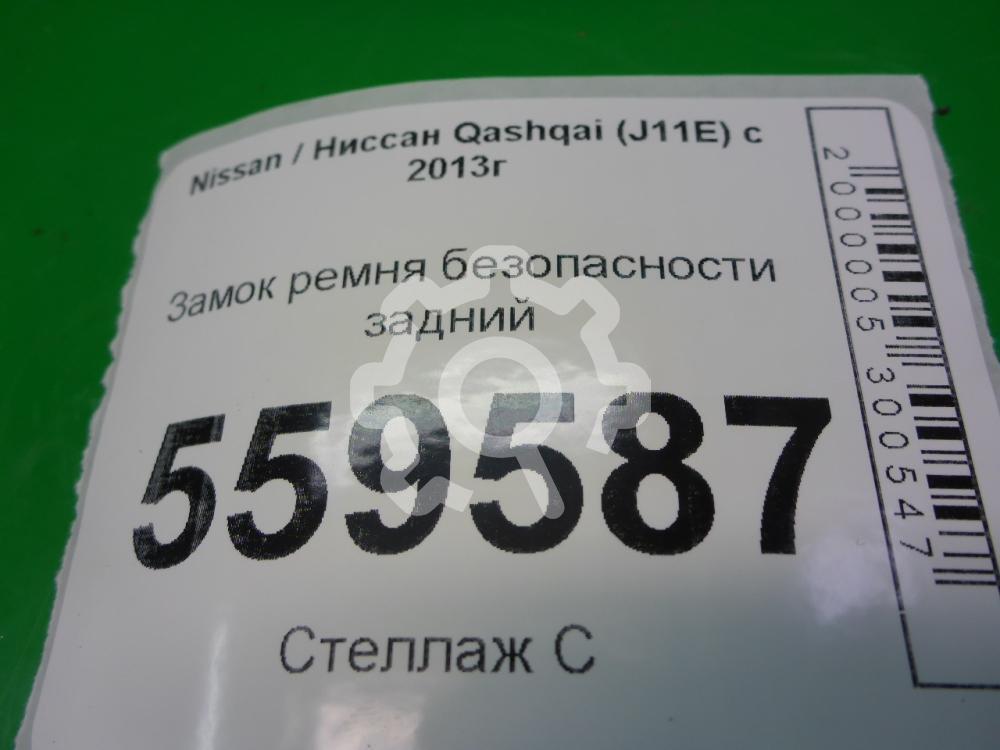 Nissan / Ниссан Qashqai (J11E) с
2013г
Замок ремня безопасности
задний
559587
Стеллаж С
2000005300547